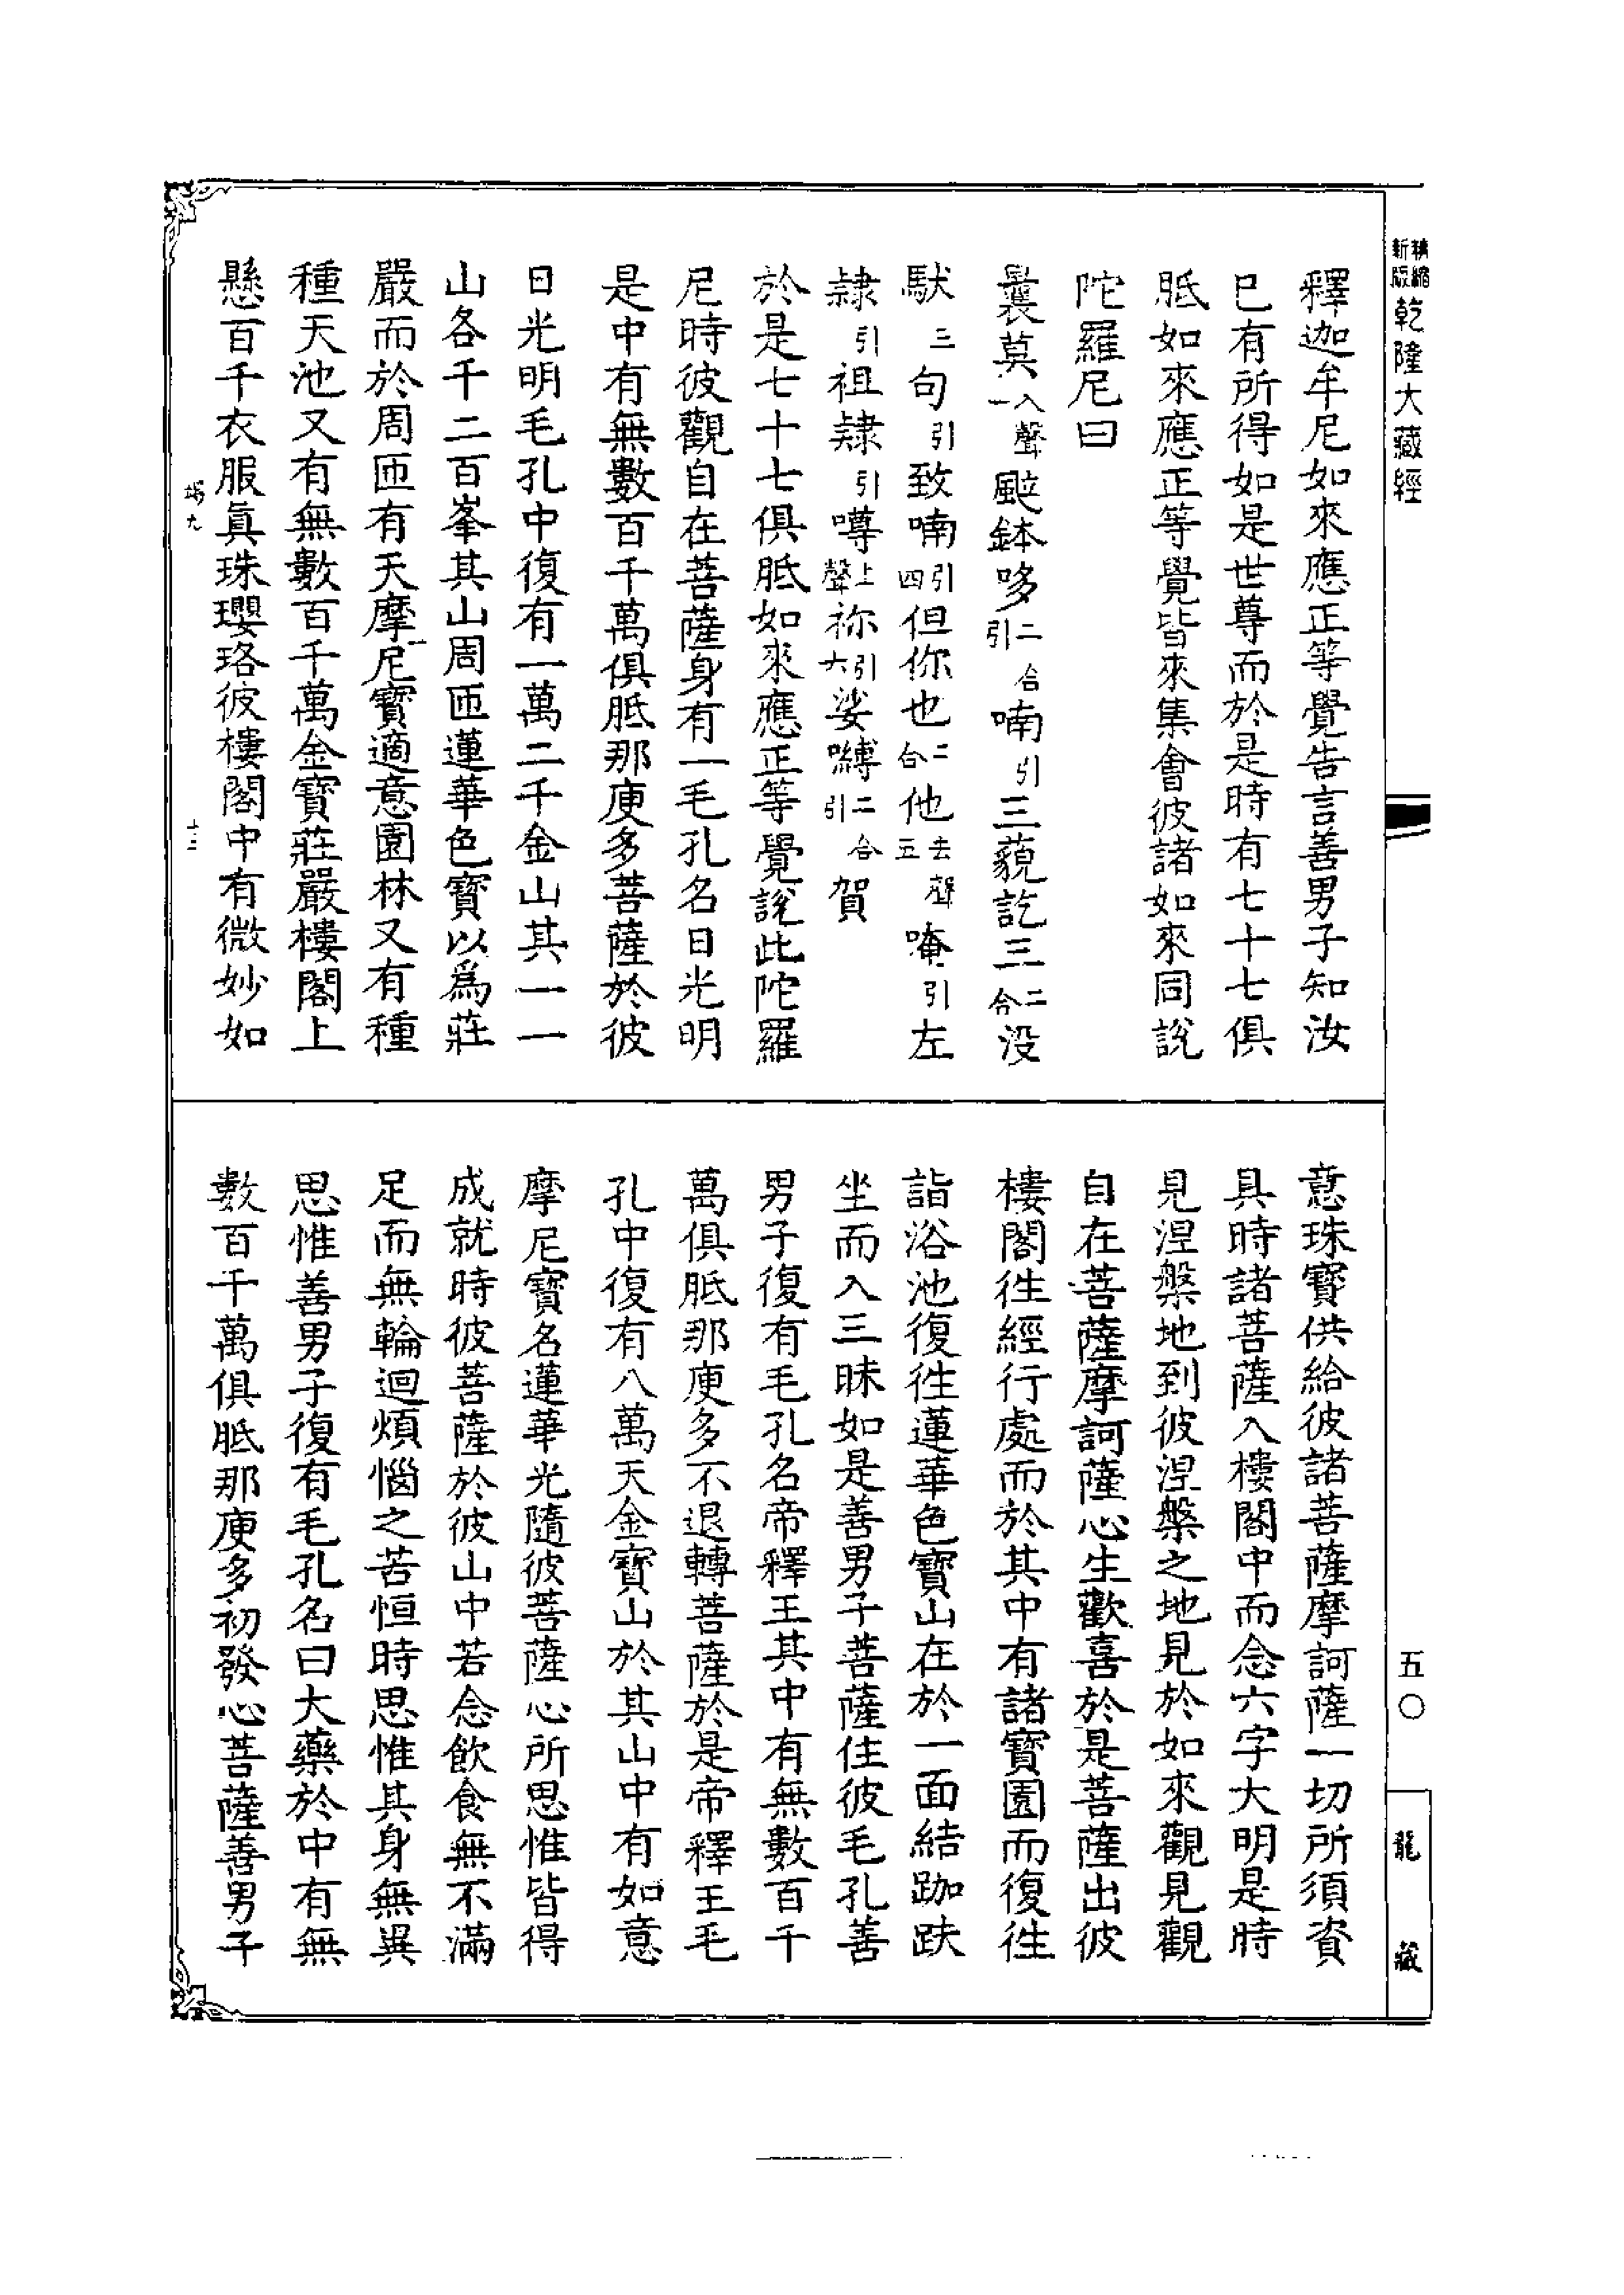 精縮新版乾隆大藏經
釋迦牟尼如來應正等覺告言善男子知汝
已有所得如是世尊而於是時有七十七俱
胝如來應正等覺皆來集會彼諸如來同說
陀羅尼曰
曩莫入聲一颯鉢哆二合引喃引三藐訖三二合沒
馱三句引致喃引四但你也二合他去聲五唵引左
隷引祖隷引噂上聲祢引六娑嚩二合引賀
於是七十七俱胝如來應正等覺說此陀羅
尼時彼觀自在菩薩身有一毛孔名日光明
是中有無數百千萬俱胝那庾多菩薩於彼
日光明毛孔中復有一萬二千金山其一一
山各千二百峯其山周匝蓮華色寶以爲莊
嚴而於周匝有天摩尼寶適意園林又有種
種天池又有無數百千萬金寶莊嚴樓閣上
懸百千衣服眞珠瓔珞彼樓閣中有微妙如
九
十三
意珠寶供給彼諸菩薩摩訶薩一切所須資
具時諸菩薩入樓閣中而念六字大明是時
見涅槃地到彼涅槃之地見於如來觀見觀
自在菩薩摩訶薩心生歡喜於是菩薩出彼
樓閣徃經行處而於其中有諸寶園而復徃
詣浴池復徃蓮華色寶山在於一面結跏趺
坐而入三昧如是善男子菩薩住彼毛孔善
男子復有毛孔名帝釋王其中有無數百千
萬俱胝那庾多不退轉菩薩於是帝釋王毛
孔中復有八萬天金寶山於其山中有如意
摩尼寶名蓮華光隨彼菩薩心所思惟皆得
成就時彼菩薩於彼山中若念飲食無不滿
足而無輪迴煩惱之苦恒時思惟其身無異
思惟善男子復有毛孔名曰大藥於中有無
數百千萬俱胝那庾多初發心菩薩善男子
五〇
龍藏